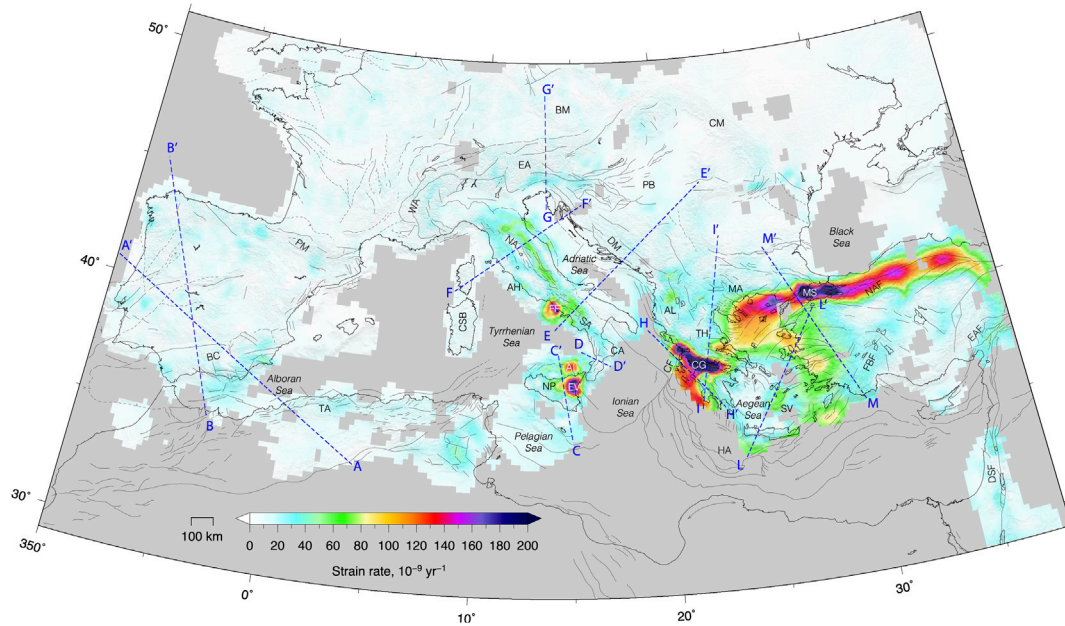 50˚
G'
BM
CM
B'
EA
PB
E'
WA
G
F'
PM
A'
NA
DM
I'
M'
Black
Sea
40˚
Adriatic
Sea
F
AH
MA
MS
NAF
L'
CSB
AL
SA
H
TH
EAF
Tyrrhenian
Sea
E
D
C'
CA
BC
D'
CG
FBF
Alboran
Sea
NP
EV
CF
TA
Ionian
Sea
I
H'
Aegean
Sea
SV
M
B
Pelagian
Sea
HA
C
L
A
DSF
30˚
100 km
0 20 40 60 80 100 120 140 160 180 200
Strain rate, 10⁻⁹ yr⁻¹
350˚
0˚
10˚
20˚
30˚